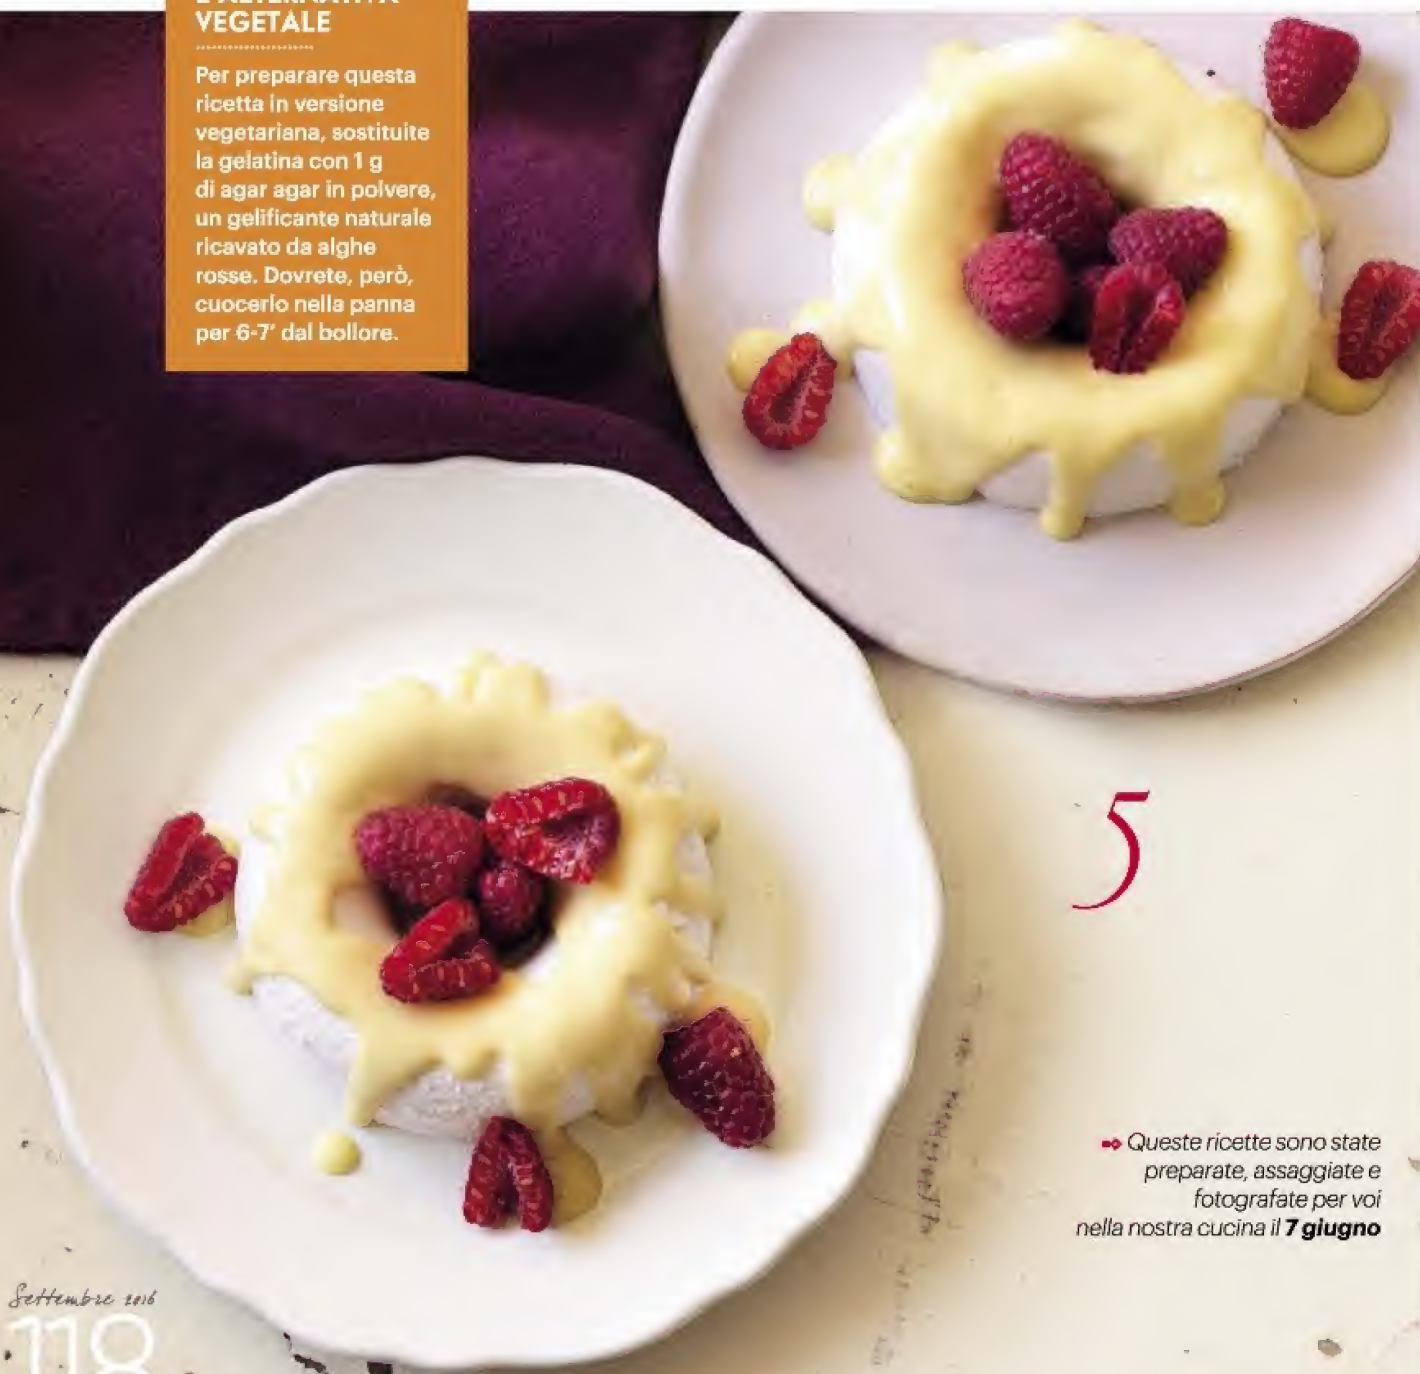 L'ALTERNATIVA
VEGETALE
Per preparare questa
ricetta in versione
vegetariana, sostituite
la gelatina con 1 g
di agar agar in polvere,
un gelificante naturale
ricavato da alghe
rosse. Dovrete, però,
cuocerlo nella panna
per 6-7' dal bollore.
5
Queste ricette sono state
preparate, assaggiate e
fotografate per voi
nella nostra cucina il 7 giugno
Settembre 2016
118